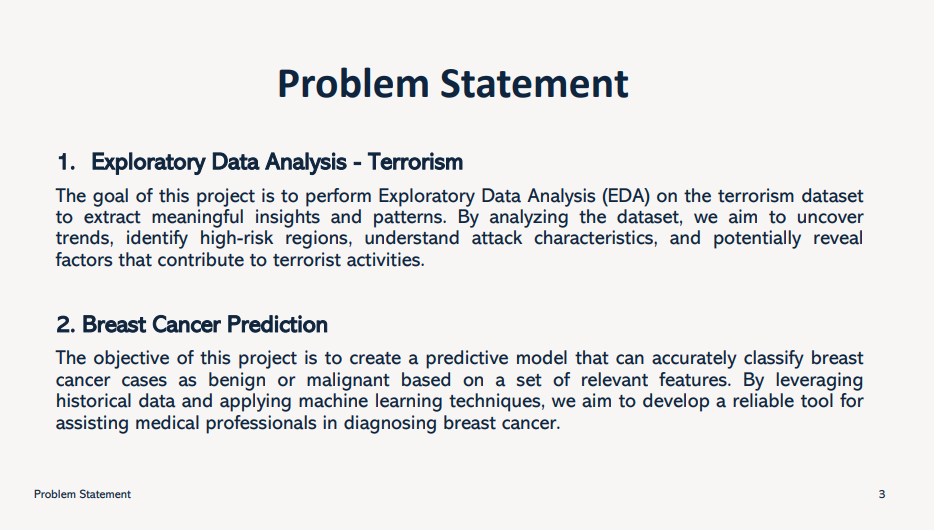 Problem Statement
1. Exploratory Data Analysis - Terrorism
The goal of this project is to perform Exploratory Data Analysis (EDA) on the terrorism dataset
to extract meaningful insights and patterns. By analyzing the dataset, we aim to uncover
trends, identify high-risk regions, understand attack characteristics, and potentially reveal
factors that contribute to terrorist activities.
2. Breast Cancer Prediction
The objective of this project is to create a predictive model that can accurately classify breast
cancer cases as benign or malignant based on a set of relevant features. By leveraging
historical data and applying machine learning techniques, we aim to develop a reliable tool for
assisting medical professionals in diagnosing breast cancer.
Problem Statement
3